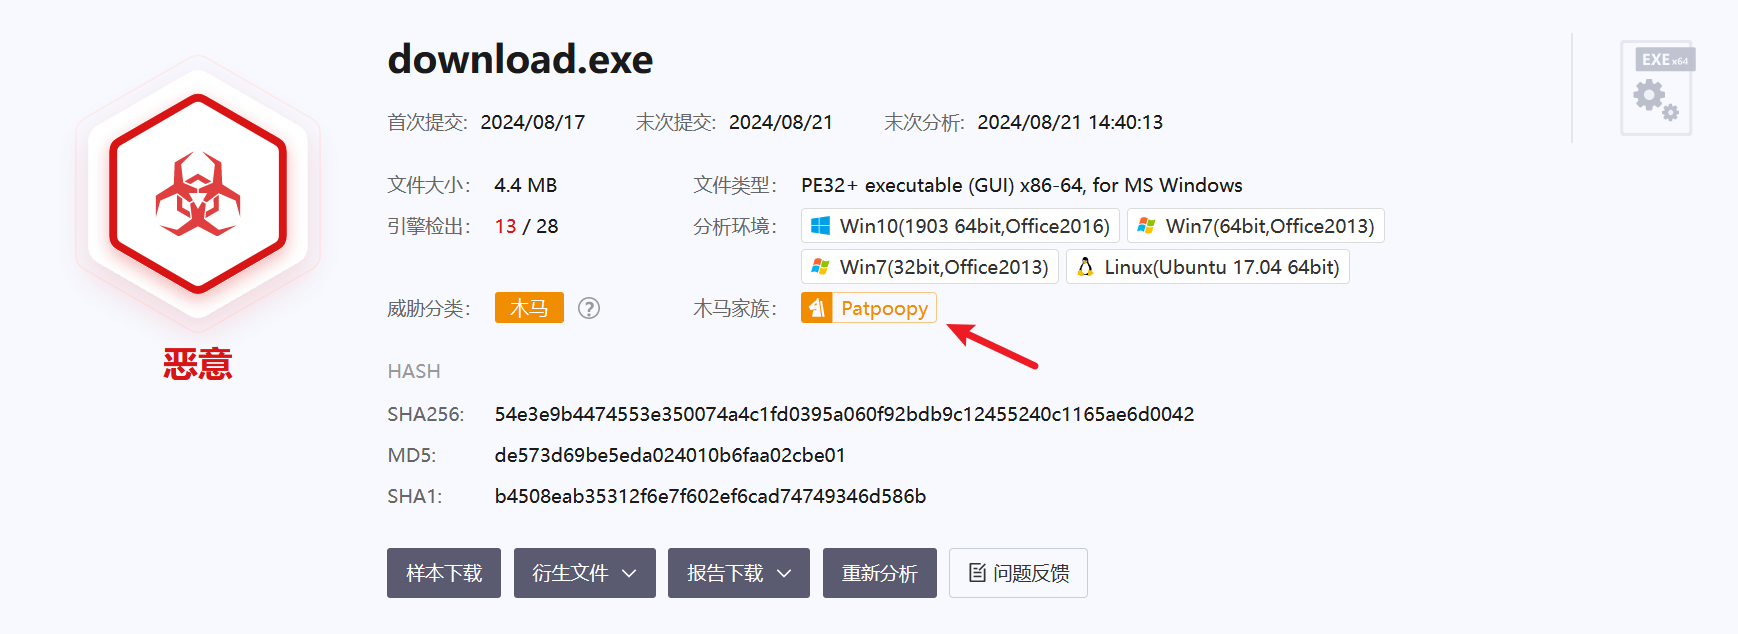 download.exe
EXE x64
首次提交: 2024/08/17 末次提交: 2024/08/21 末次分析: 2024/08/21 14:40:13
文件大小: 4.4 MB 文件类型: PE32+ executable (GUI) x86-64, for MS Windows
引擎检出: 13 / 28 分析环境: Win10(1903 64bit,Office2016) Win7(64bit,Office2013)
Win7(32bit,Office2013) Linux(Ubuntu 17.04 64bit)
威胁分类: 木马 ? 木马家族: Patpoopy
恶意
HASH
SHA256: 54e3e9b4474553e350074a4c1fd0395a060f92bdb9c12455240c1165ae6d0042
MD5: de573d69be5eda024010b6faa02cbe01
SHA1: b4508eab35312f6e7f602ef6cad74749346d586b
样本下载 衍生文件 报告下载 重新分析 问题反馈